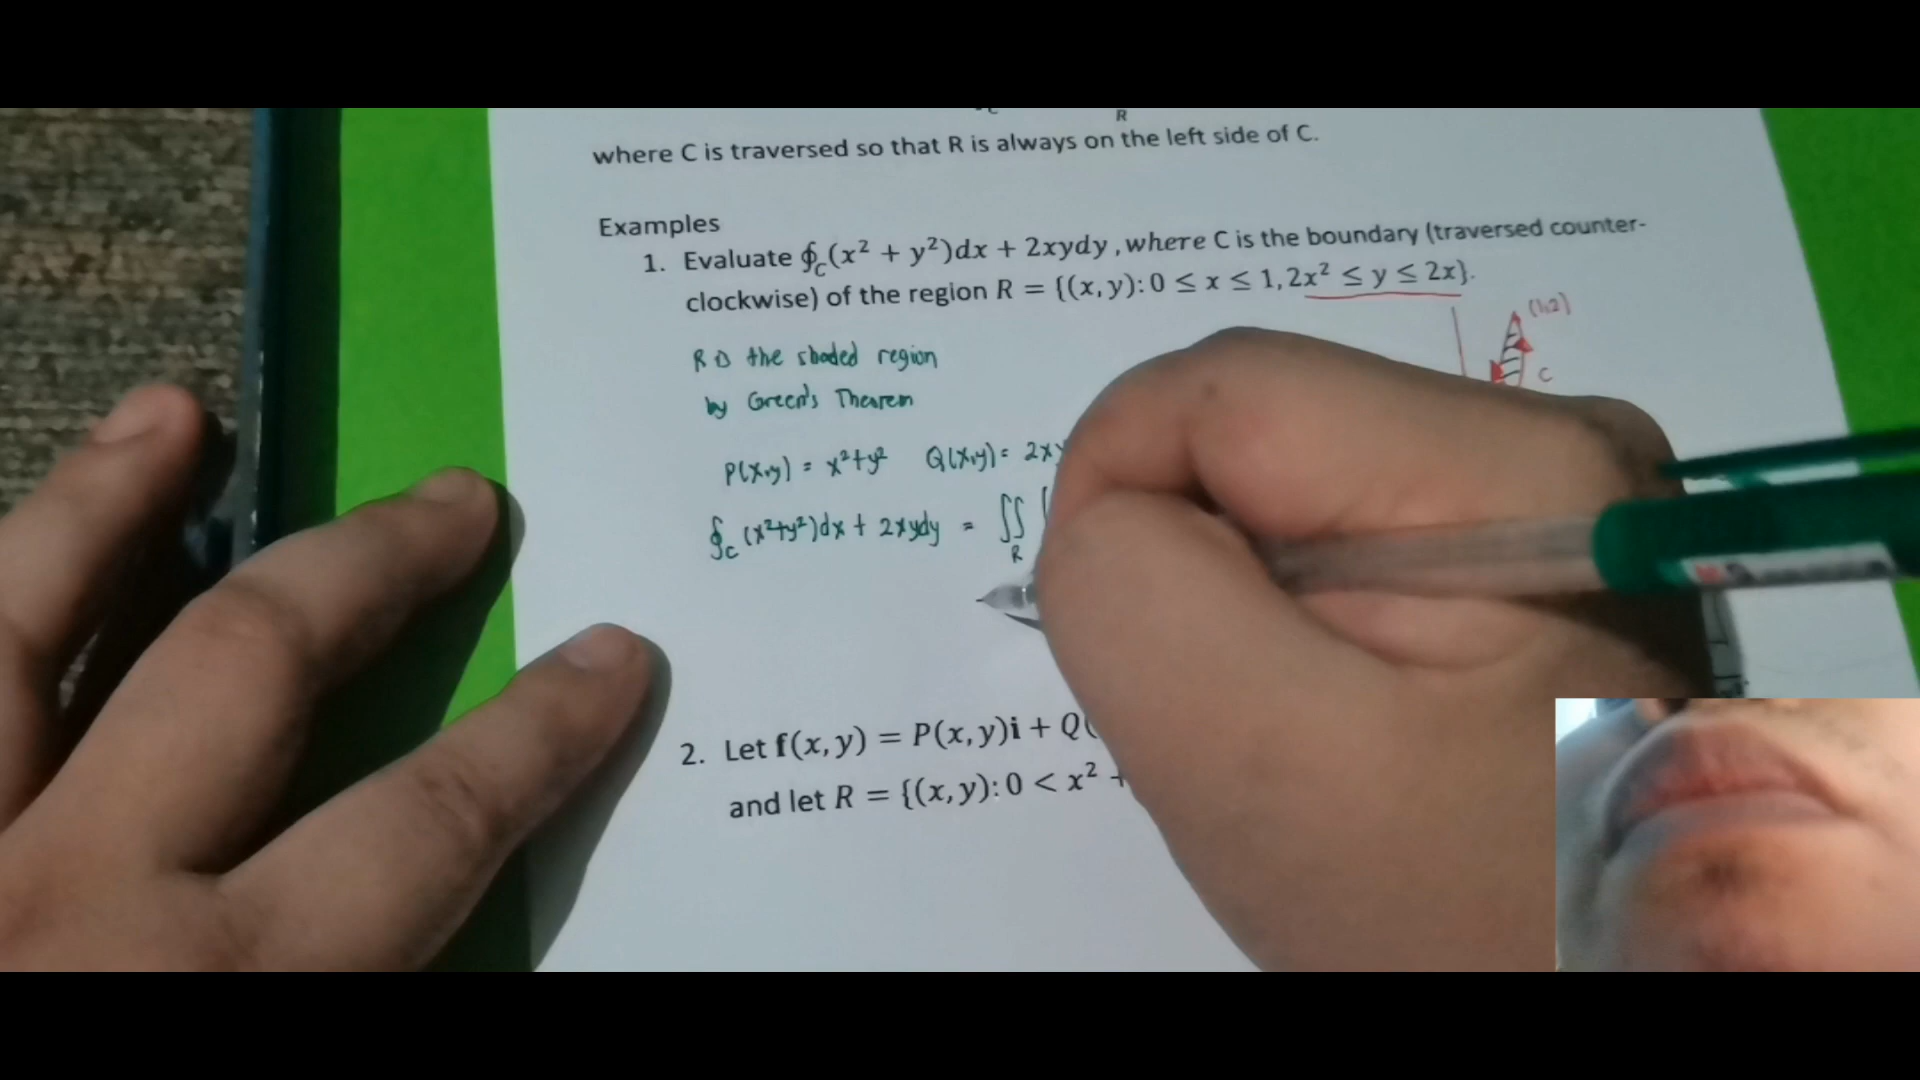 R
where C is traversed so that R is always on the left side of C.
Examples
1. Evaluate ∮C(x² + y²)dx + 2xydy, where C is the boundary (traversed counter-
clockwise) of the region R = {(x, y): 0 ≤ x ≤ 1, 2x² ≤ y ≤ 2x}.
(1,2)
C
R the shaded region
by Green's Theorem
P(x,y) = x²+y² Q(x,y) = 2xy
∮C (x²+y²)dx + 2xydy = ∬R (
2. Let f(x, y) = P(x, y)i + Q(
and let R = {(x, y): 0 < x² +